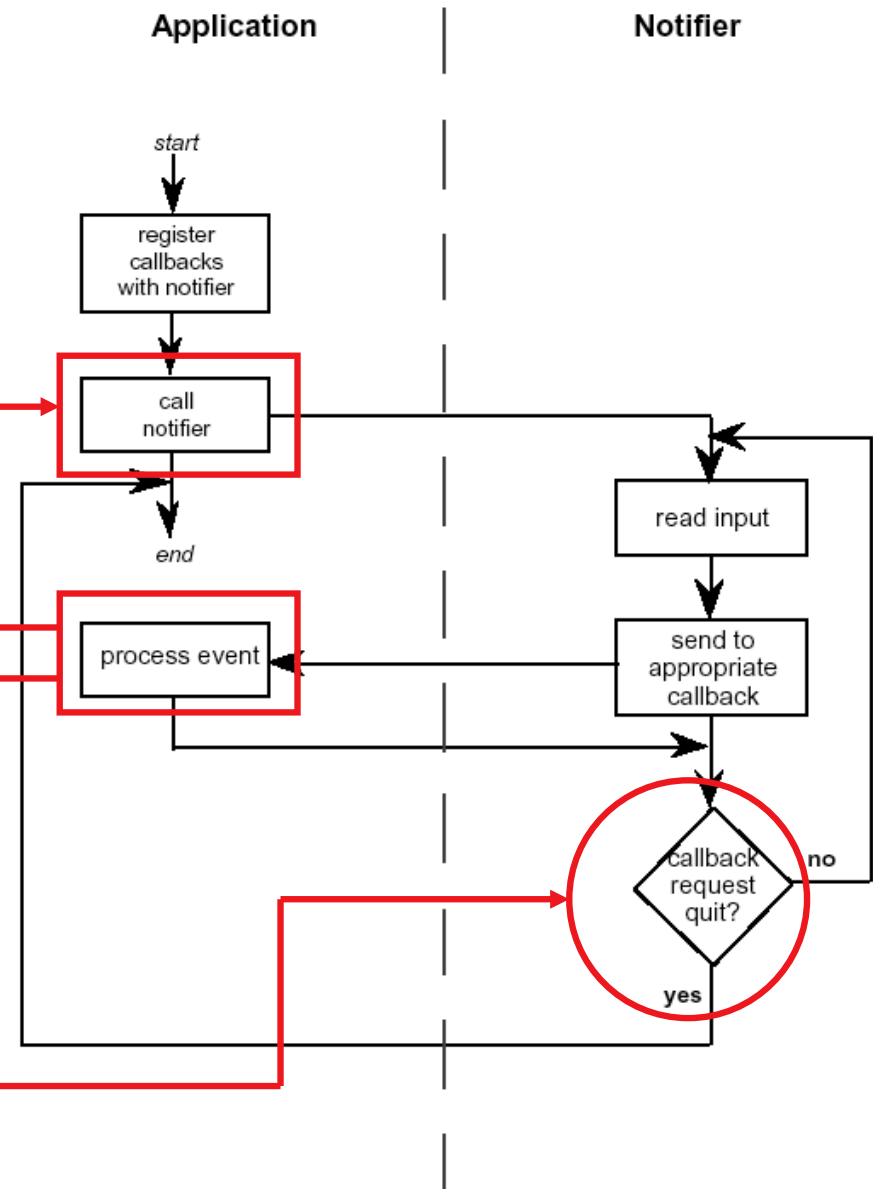 Application
Notifier
start
register
callbacks
with notifier
call
notifier
end
read input
process event
send to
appropriate
callback
callback
request
quit?
no
yes